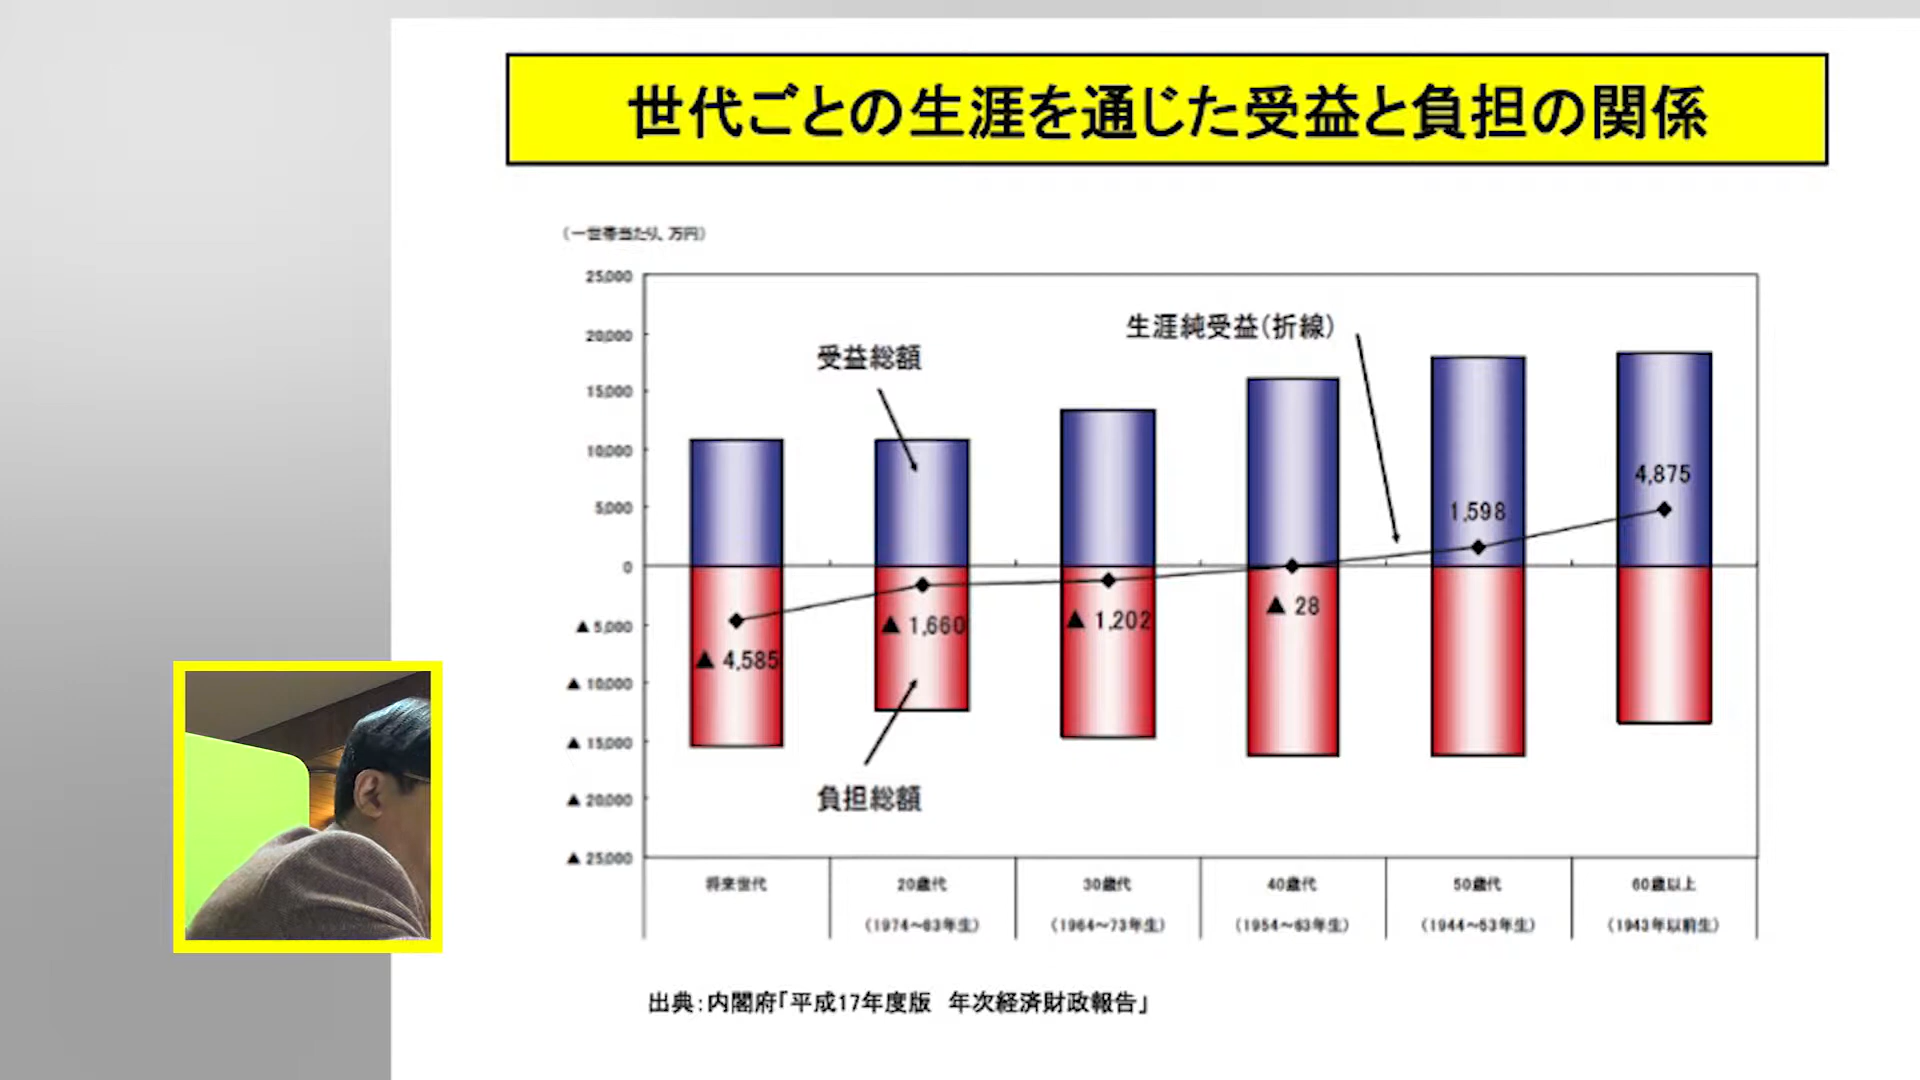 世代ごとの生涯を通じた受益と負担の関係
（一世帯当たり、万円）
25,000
20,000
15,000
10,000
5,000
0
▲ 5,000
▲ 10,000
▲ 15,000
▲ 20,000
▲ 25,000
受益総額
生涯純受益（折線）
負担総額
▲ 4,585
▲ 1,660
▲ 1,202
▲ 28
1,598
4,875
将来世代
20歳代
（1974～83年生）
30歳代
（1964～73年生）
40歳代
（1954～63年生）
50歳代
（1944～53年生）
60歳以上
（1943年以前生）
出典：内閣府「平成17年度版　年次経済財政報告」